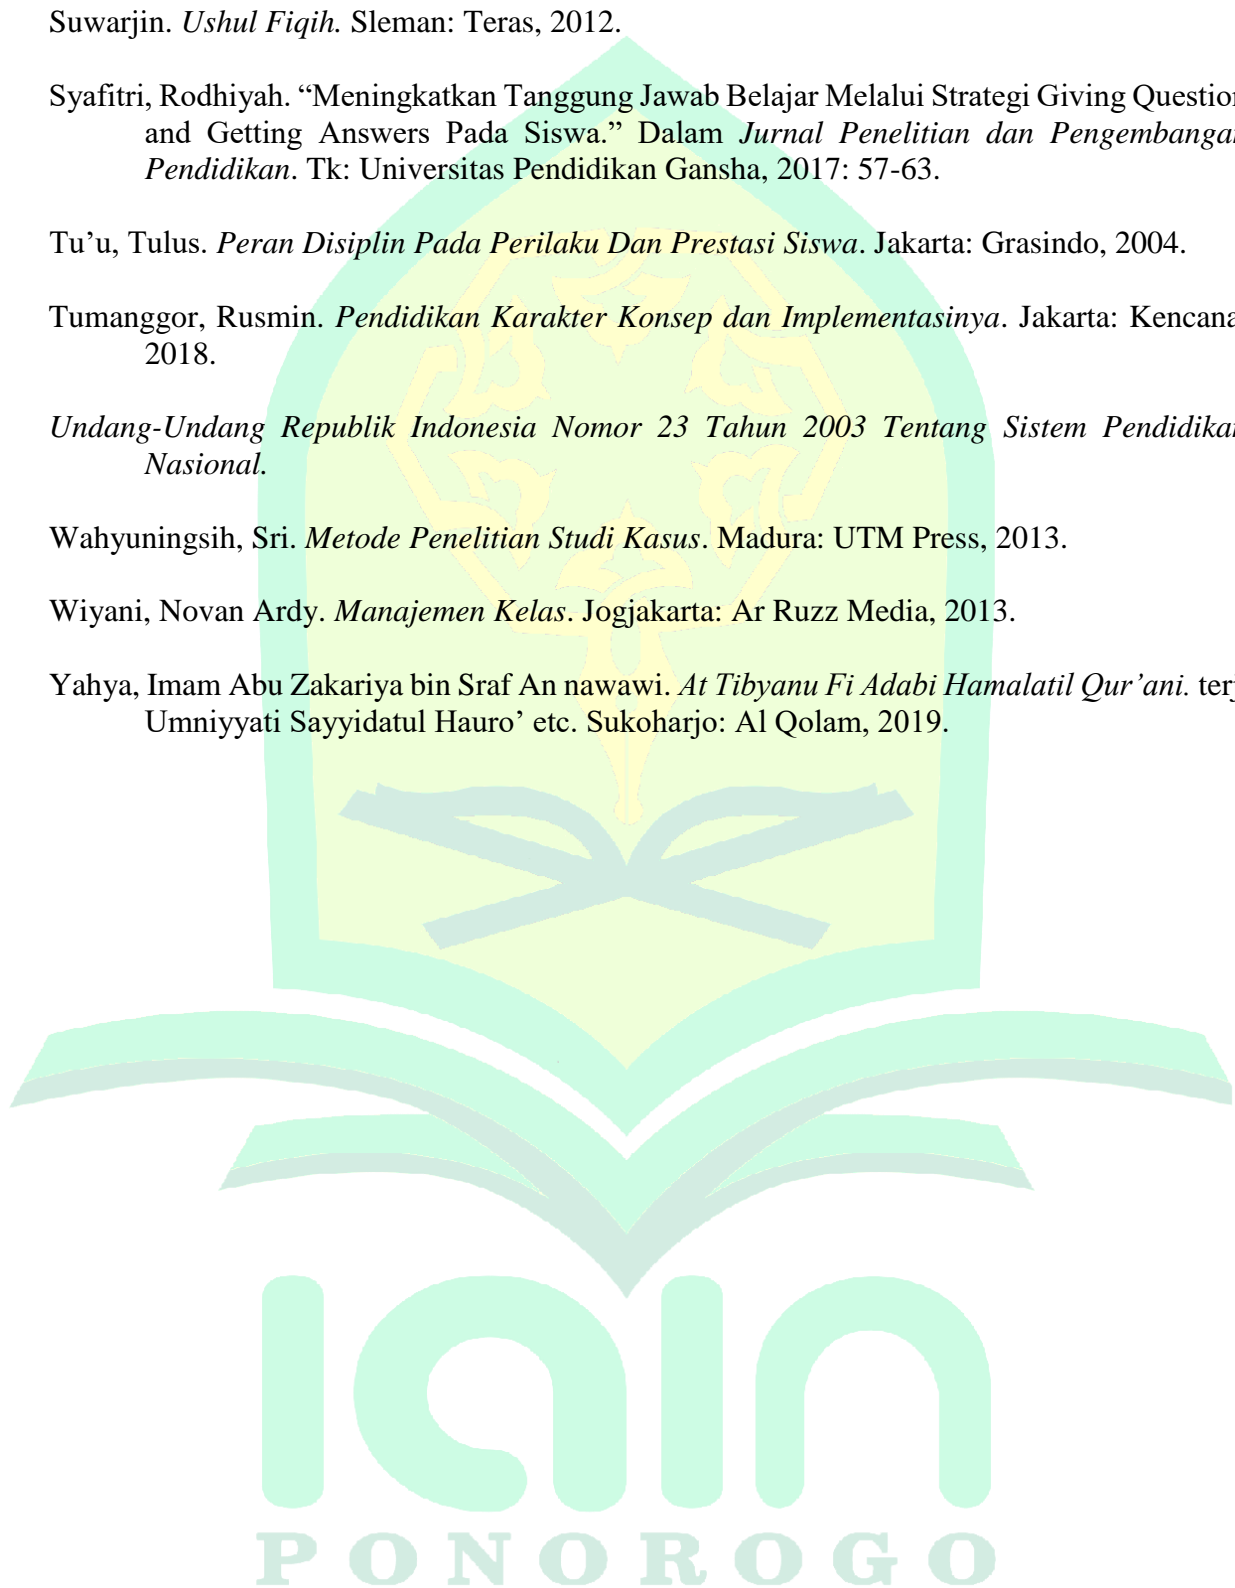 Suwarjin. Ushul Fiqih. Sleman: Teras, 2012.
Syafitri, Rodhiyah. “Meningkatkan Tanggung Jawab Belajar Melalui Strategi Giving Question
and Getting Answers Pada Siswa.” Dalam Jurnal Penelitian dan Pengembangan
Pendidikan. Tk: Universitas Pendidikan Gansha, 2017: 57-63.
Tu’u, Tulus. Peran Disiplin Pada Perilaku Dan Prestasi Siswa. Jakarta: Grasindo, 2004.
Tumanggor, Rusmin. Pendidikan Karakter Konsep dan Implementasinya. Jakarta: Kencana
2018.
Undang-Undang Republik Indonesia Nomor 23 Tahun 2003 Tentang Sistem Pendidikan
Nasional.
Wahyuningsih, Sri. Metode Penelitian Studi Kasus. Madura: UTM Press, 2013.
Wiyani, Novan Ardy. Manajemen Kelas. Jogjakarta: Ar Ruzz Media, 2013.
Yahya, Imam Abu Zakariya bin Sraf An nawawi. At Tibyanu Fi Adabi Hamalatil Qur’ani. terj
Umniyyati Sayyidatul Hauro’ etc. Sukoharjo: Al Qolam, 2019.
iain
PONOROGO